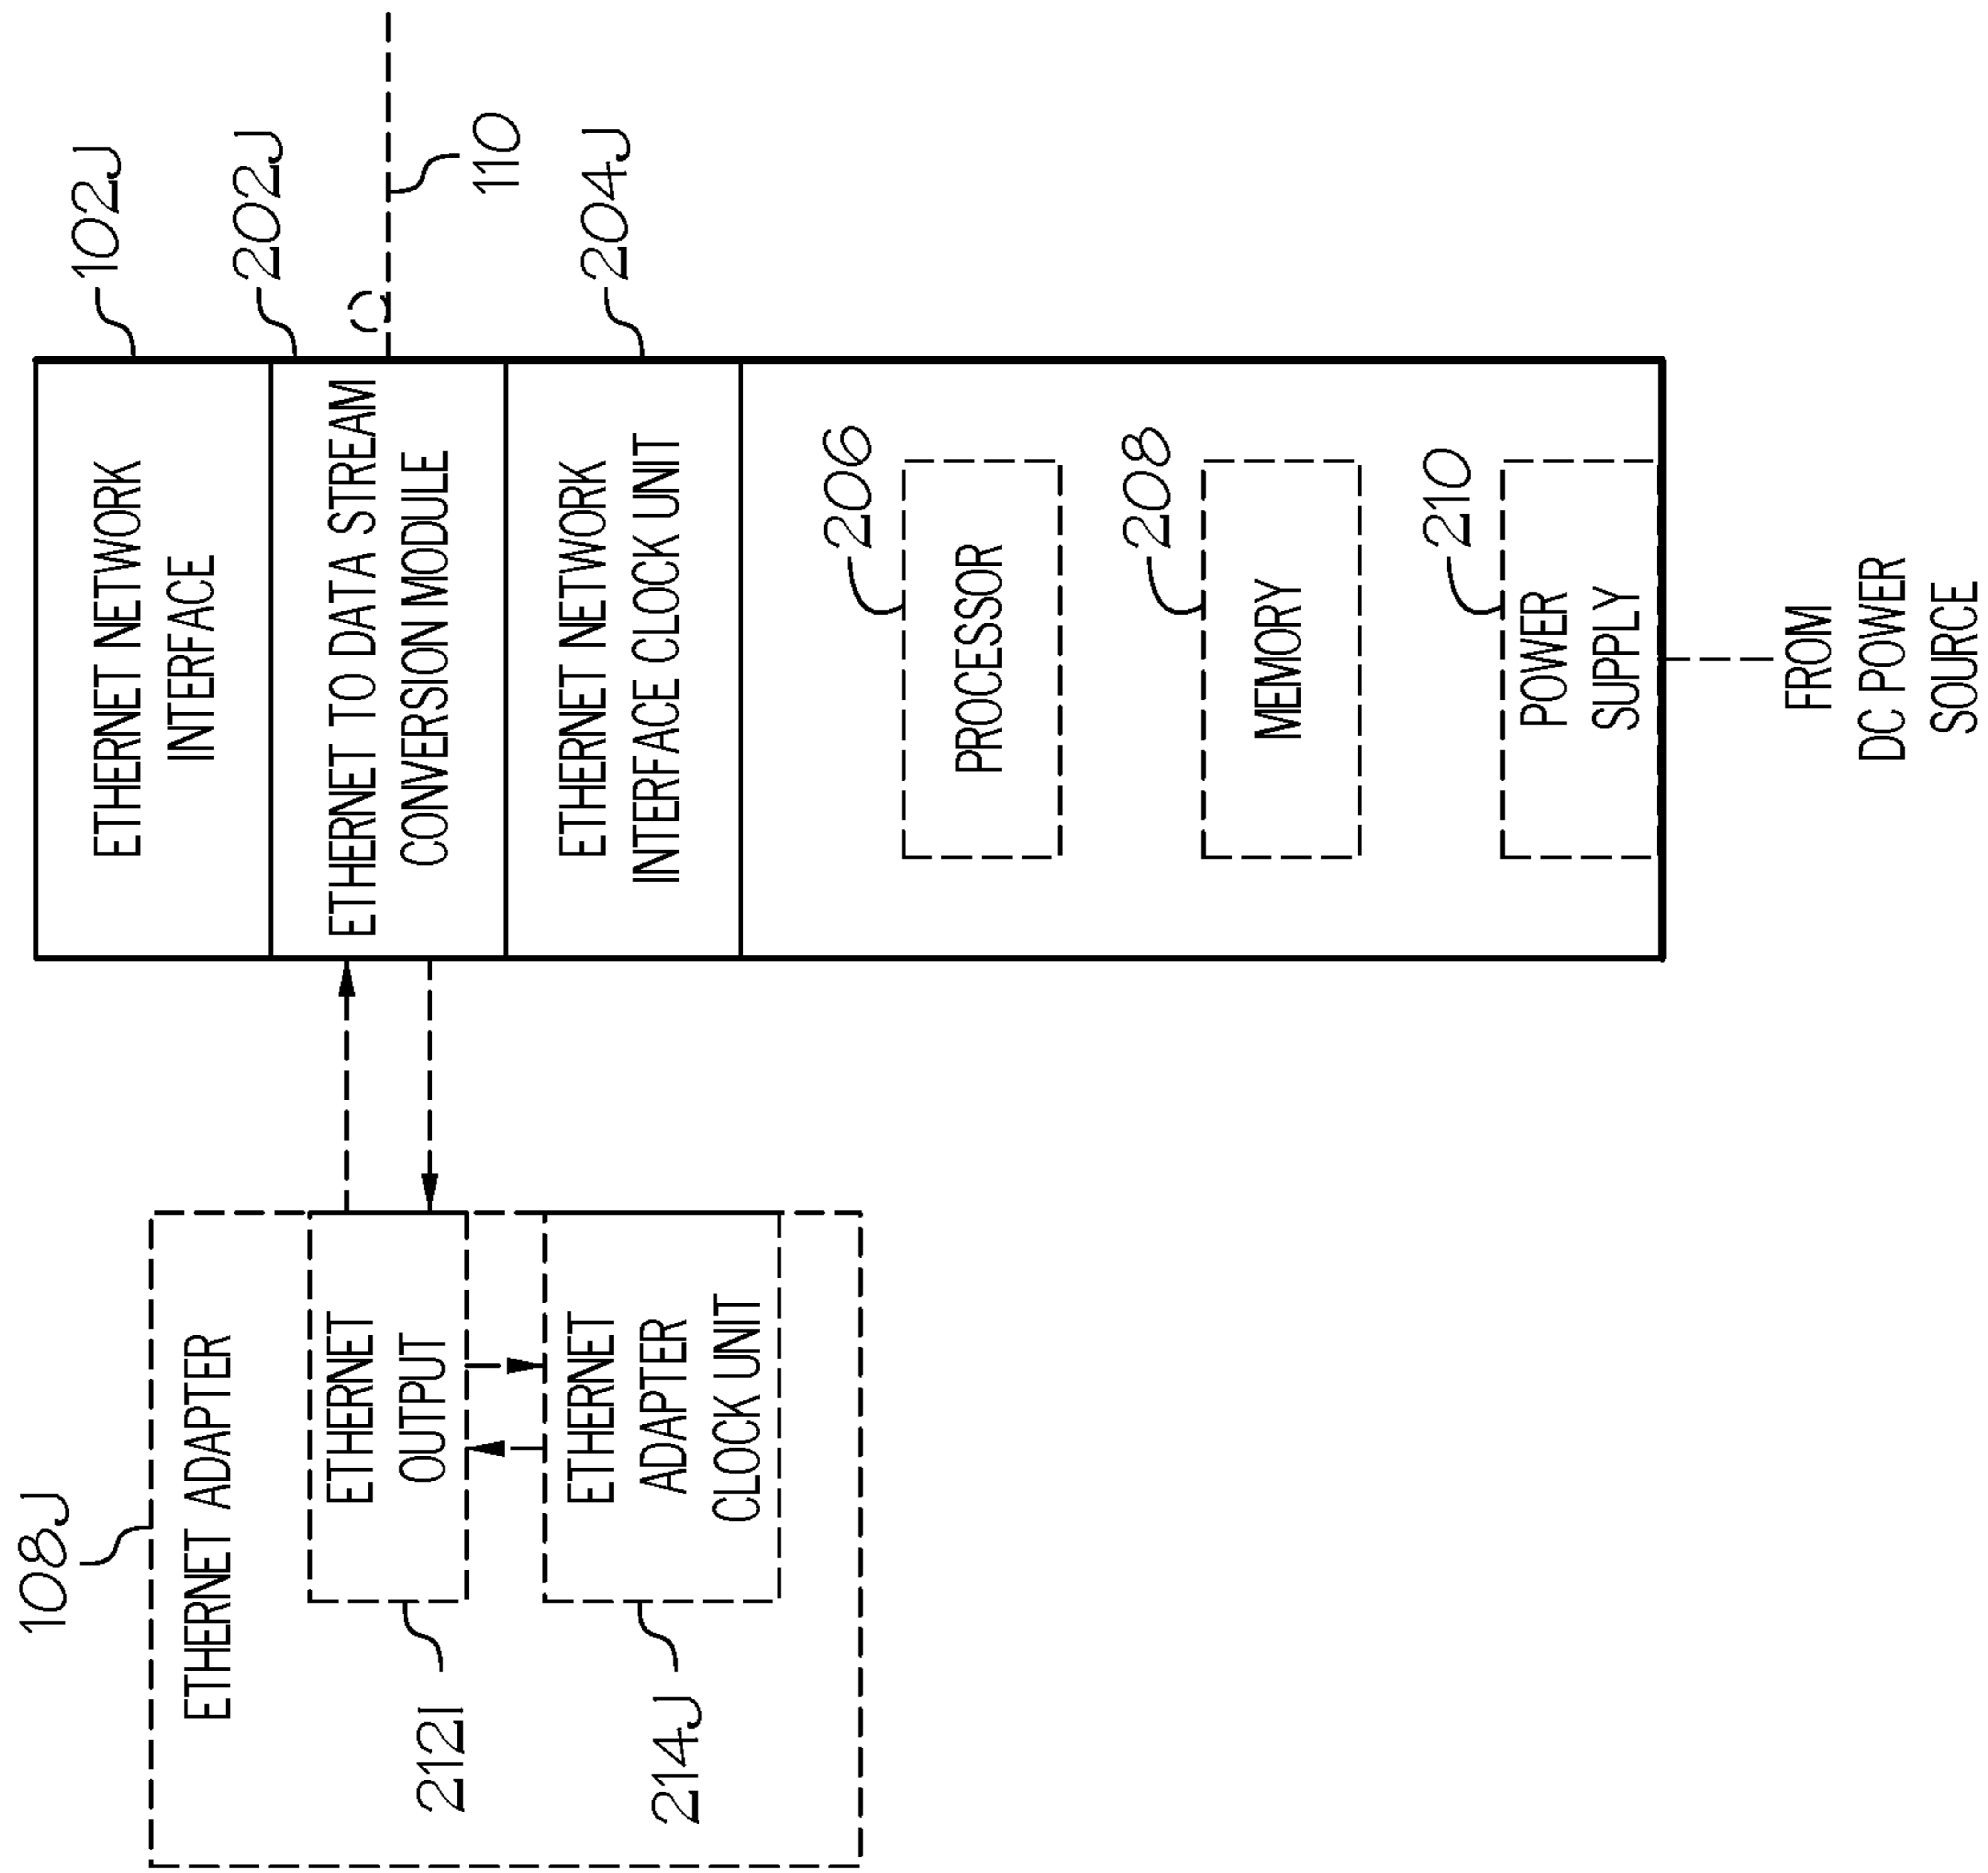 108J
ETHERNET ADAPTER
ETHERNET
OUTPUT
212I
ETHERNET
ADAPTER
CLOCK UNIT
214J
ETHERNET NETWORK
INTERFACE
102J
ETHERNET TO DATA STREAM
CONVERSION MODULE
202J
110
ETHERNET NETWORK
INTERFACE CLOCK UNIT
204J
206
PROCESSOR
208
MEMORY
210
POWER
SUPPLY
FROM
DC POWER
SOURCE